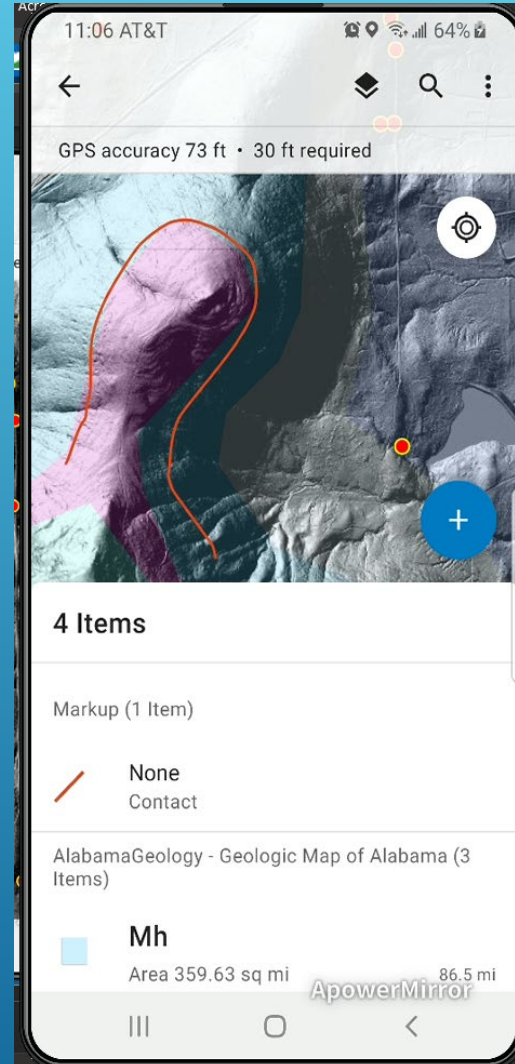 11:06 AT&T 64%
GPS accuracy 73 ft • 30 ft required
4 Items
Markup (1 Item)
None
Contact
AlabamaGeology - Geologic Map of Alabama (3
Items)
Mh
Area 359.63 sq mi 86.5 mi
ApowerMirror